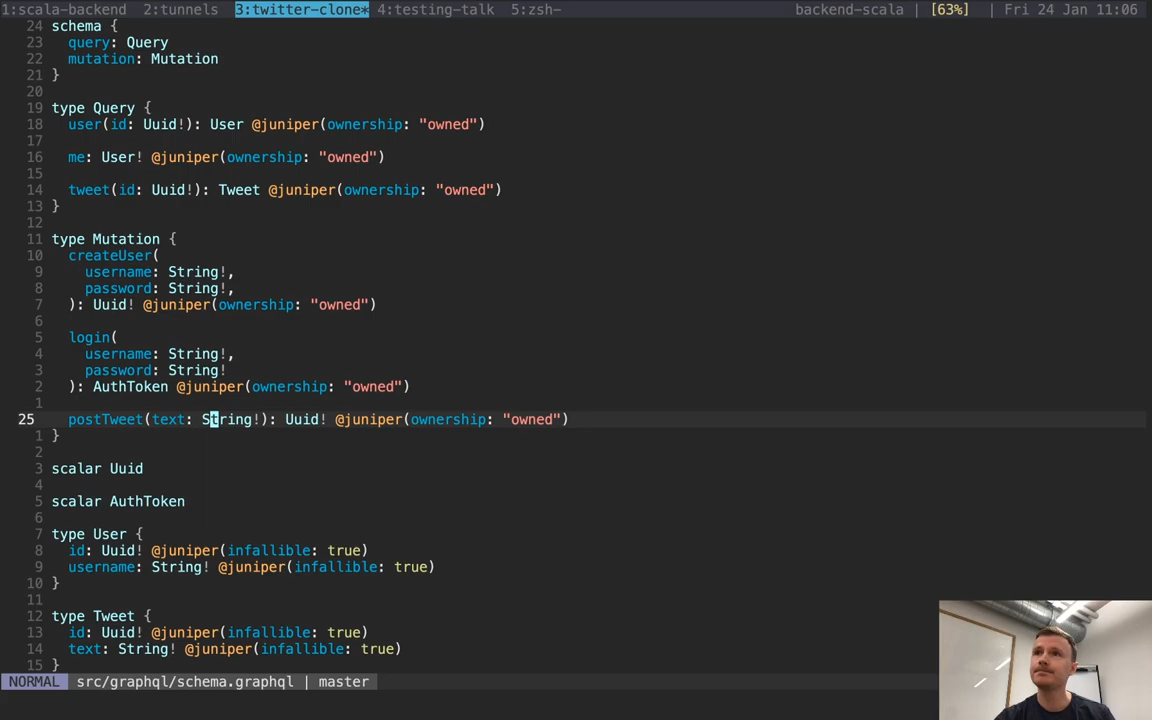 1:scala-backend 2:tunnels 3:twitter-clone* 4:testing-talk 5:zsh- backend-scala | [63%] | Fri 24 Jan 11:06
24 schema {
23   query: Query
22   mutation: Mutation
21 }
20
19 type Query {
18   user(id: Uuid!): User @juniper(ownership: "owned")
17
16   me: User! @juniper(ownership: "owned")
15
14   tweet(id: Uuid!): Tweet @juniper(ownership: "owned")
13 }
12
11 type Mutation {
10   createUser(
9     username: String!,
8     password: String!,
7   ): Uuid! @juniper(ownership: "owned")
6
5   login(
4     username: String!,
3     password: String!
2   ): AuthToken @juniper(ownership: "owned")
1
25   postTweet(text: String!): Uuid! @juniper(ownership: "owned")
1 }
2
3 scalar Uuid
4
5 scalar AuthToken
6
7 type User {
8   id: Uuid! @juniper(infallible: true)
9   username: String! @juniper(infallible: true)
10 }
11
12 type Tweet {
13   id: Uuid! @juniper(infallible: true)
14   text: String! @juniper(infallible: true)
15 }
NORMAL src/graphql/schema.graphql | master